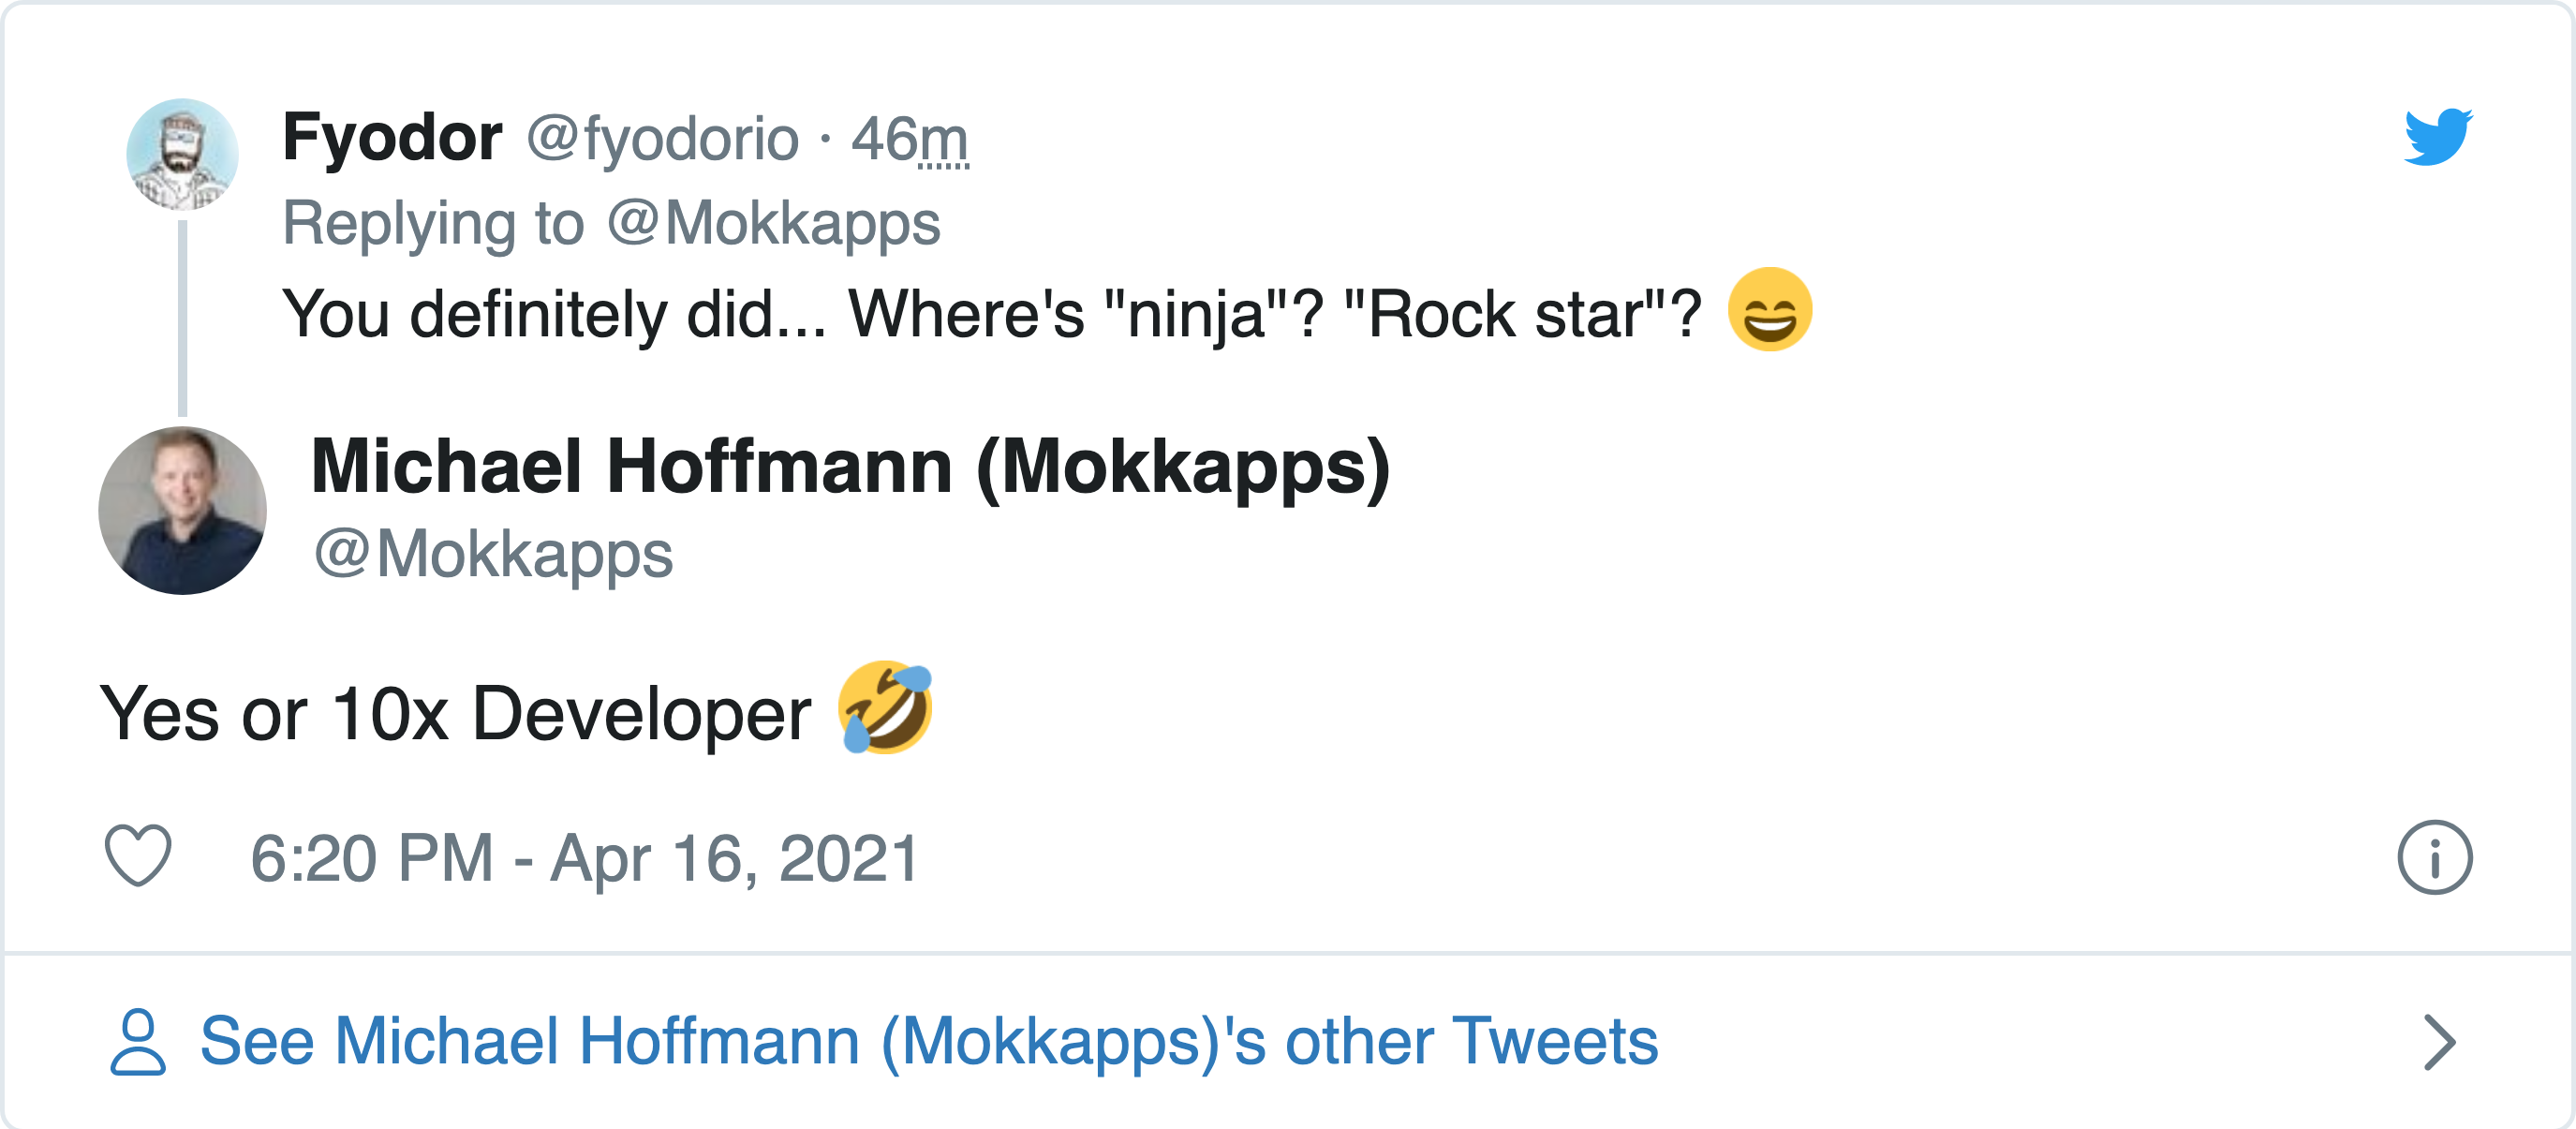 Fyodor @fyodorio · 46m
Replying to @Mokkapps
You definitely did... Where's "ninja"? "Rock star"? 😄
Michael Hoffmann (Mokkapps)
@Mokkapps
Yes or 10x Developer 🤣
6:20 PM - Apr 16, 2021
See Michael Hoffmann (Mokkapps)'s other Tweets